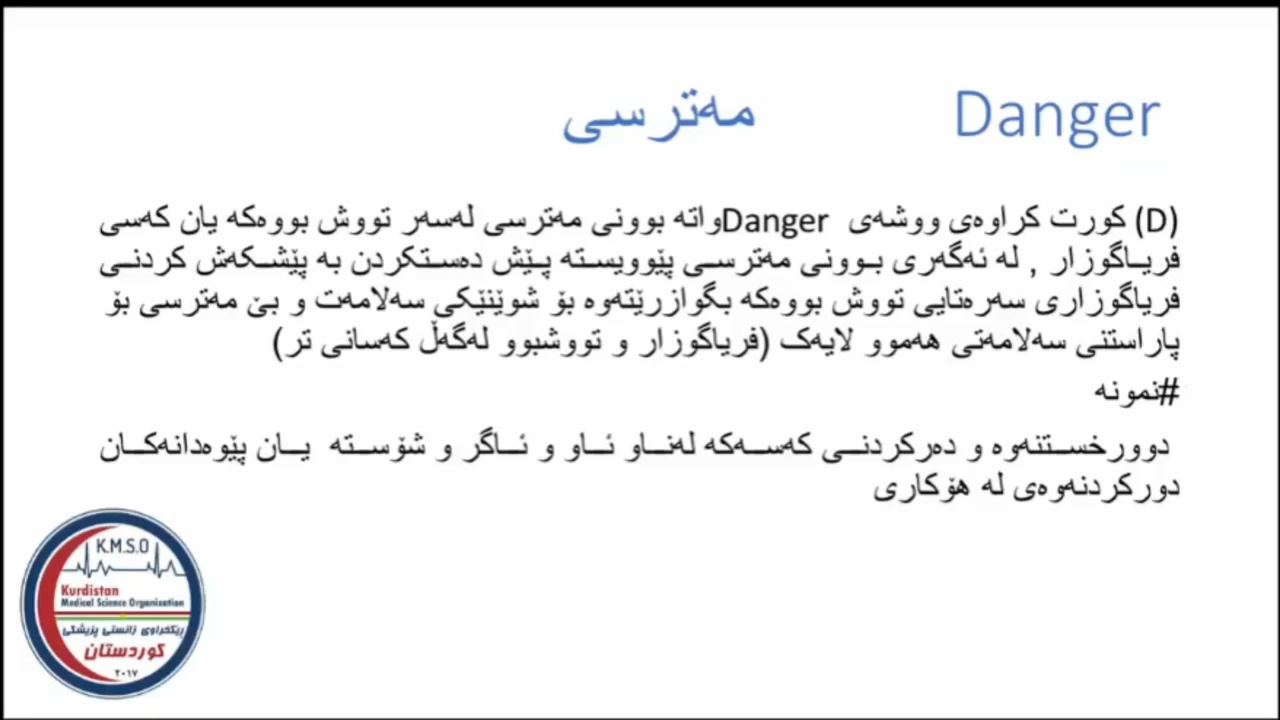 Danger مەترسی
(D) کورت کراوەی ووشەی Dangerواتە بوونی مەترسی لەسەر تووش بووەکە یان کەسی
فریاگوزار , لە ئەگەری بوونی مەترسی پێوویستە پێش دەستکردن بە پێشکەش کردنی
فریاگوزاری سەرەتایی تووش بووەکە بگوازرێتەوە بۆ شوێنێکی سەلامەت و بێ مەترسی بۆ
پاراستنی سەلامەتی هەموو لایەک (فریاگوزار و تووشبوو لەگەڵ کەسانی تر)
#نمونە
دوورخستنەوە و دەرکردنی کەسەکە لەناو ئاو و ئاگر و شۆستە یان پێوەدانەکان
دورکردنەوەی لە هۆکاری
K.M.S.O
Kurdistan
Medical Science Organization
ڕێکخراوی زانستی پزیشکی
کوردستان
٢٠١٧